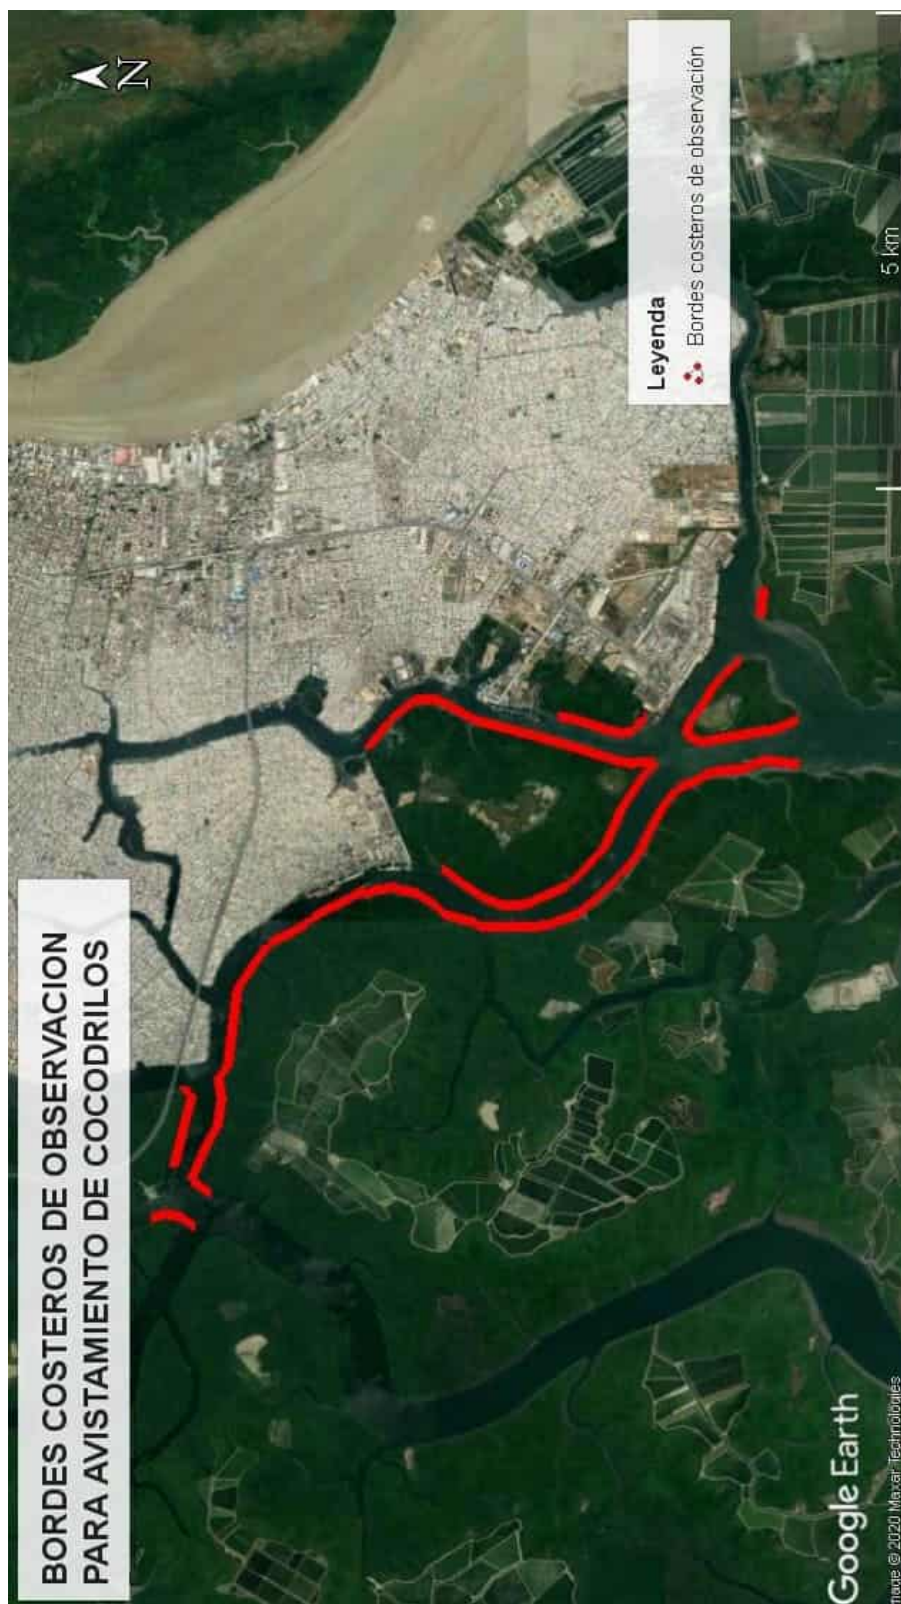 BORDES COSTEROS DE OBSERVACION
PARA AVISTAMIENTO DE COCODRILOS
N
Leyenda
Bordes costeros de observación
5 km
Google Earth
Image © 2020 Maxar Technologies